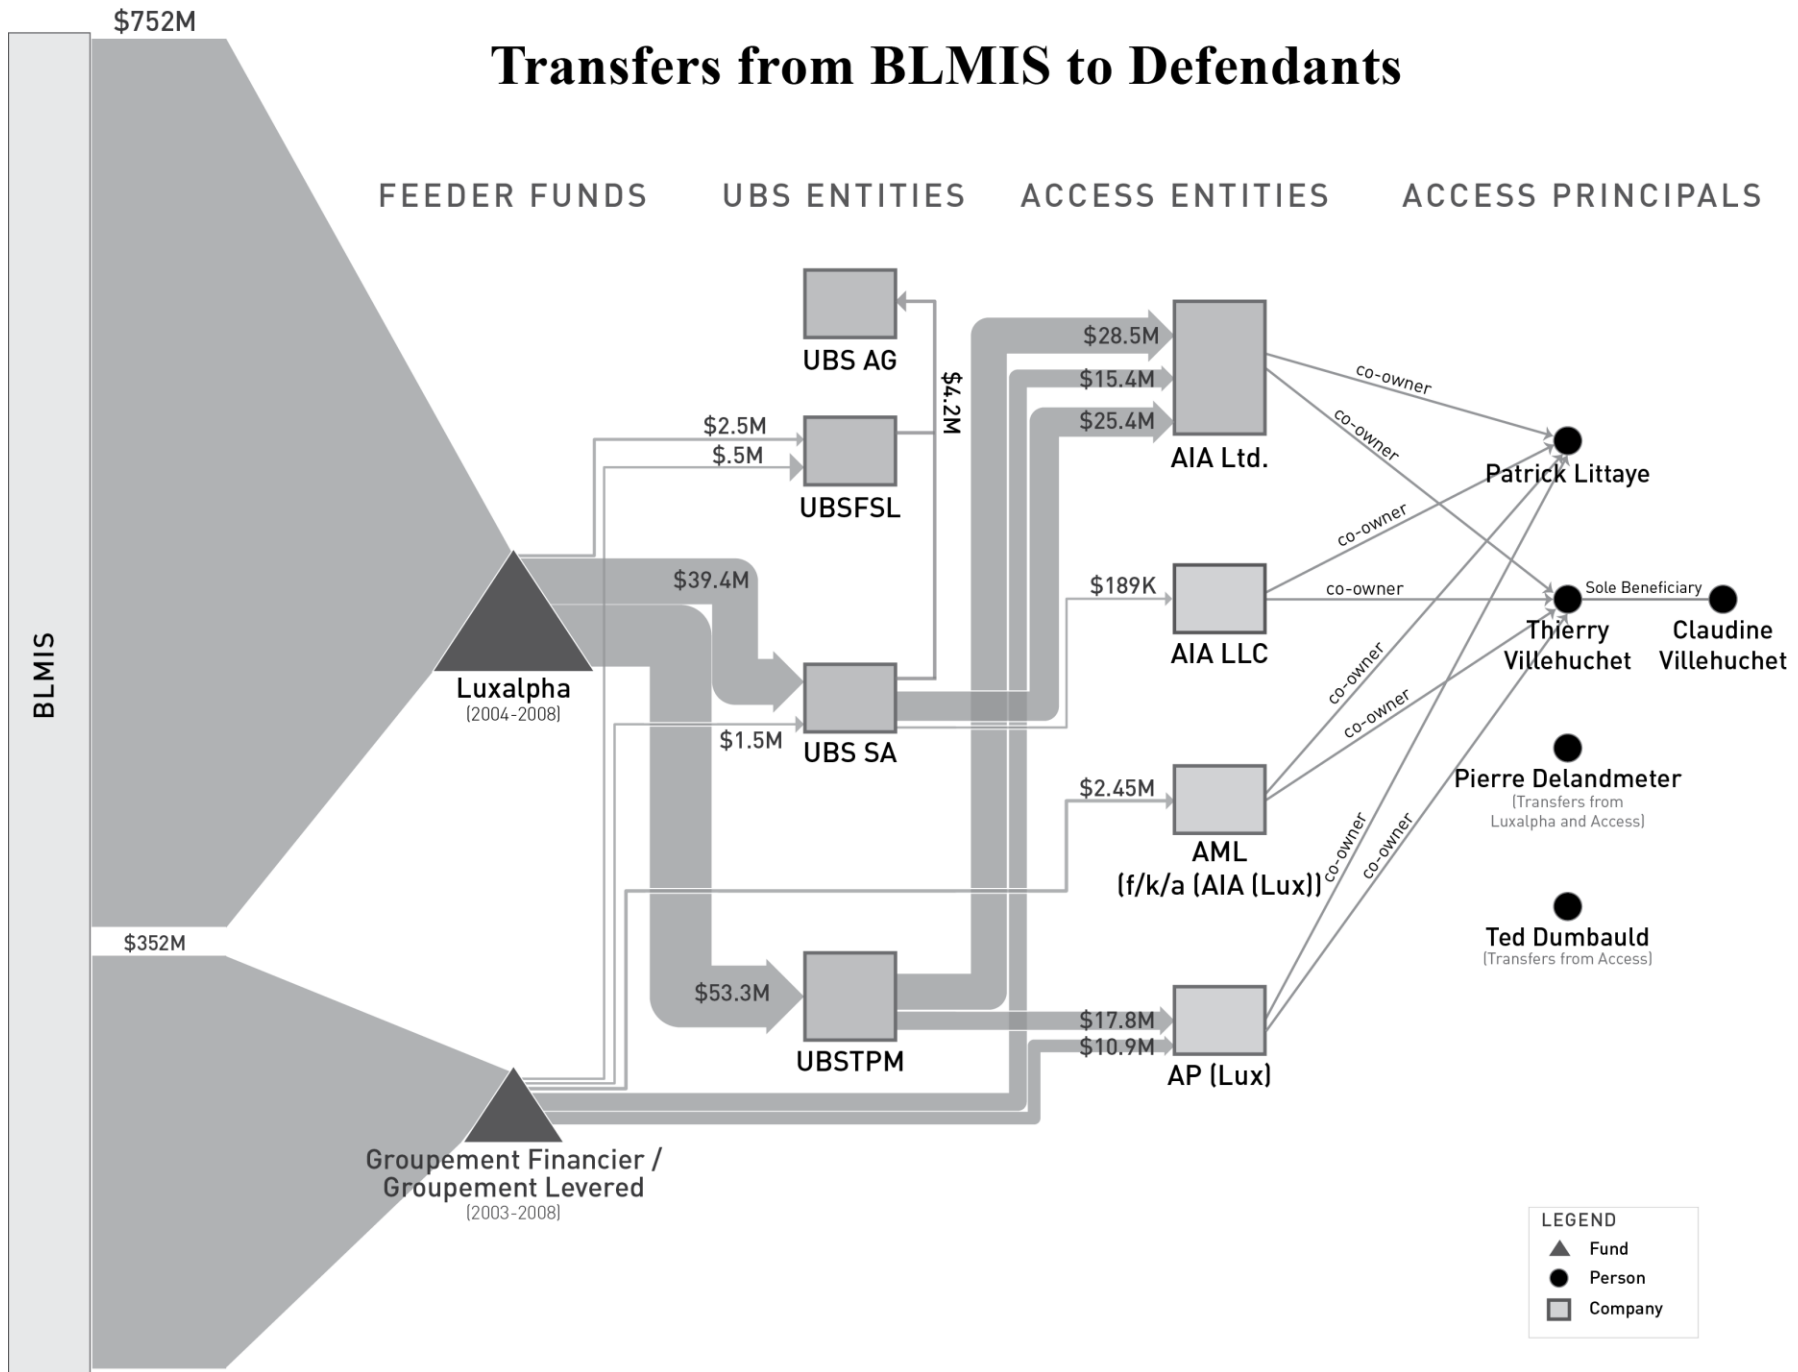 $752M
Transfers from BLMIS to Defendants
FEEDER FUNDS
UBS ENTITIES
ACCESS ENTITIES
ACCESS PRINCIPALS
BLMIS
$352M
Luxalpha
(2004-2008)
Groupement Financier /
Groupement Levered
(2003-2008)
$2.5M
$.5M
$39.4M
$1.5M
$53.3M
UBS AG
UBSFSL
UBS SA
UBSTPM
$4.2M
$28.5M
$15.4M
$25.4M
$189K
$2.45M
$17.8M
$10.9M
AIA Ltd.
AIA LLC
AML
(f/k/a (AIA (Lux))
AP (Lux)
co-owner
co-owner
co-owner
co-owner
co-owner
co-owner
co-owner
co-owner
Patrick Littaye
Sole Beneficiary
Thierry
Villehuchet
Claudine
Villehuchet
Pierre Delandmeter
(Transfers from
Luxalpha and Access)
Ted Dumbauld
(Transfers from Access)
LEGEND
Fund
Person
Company